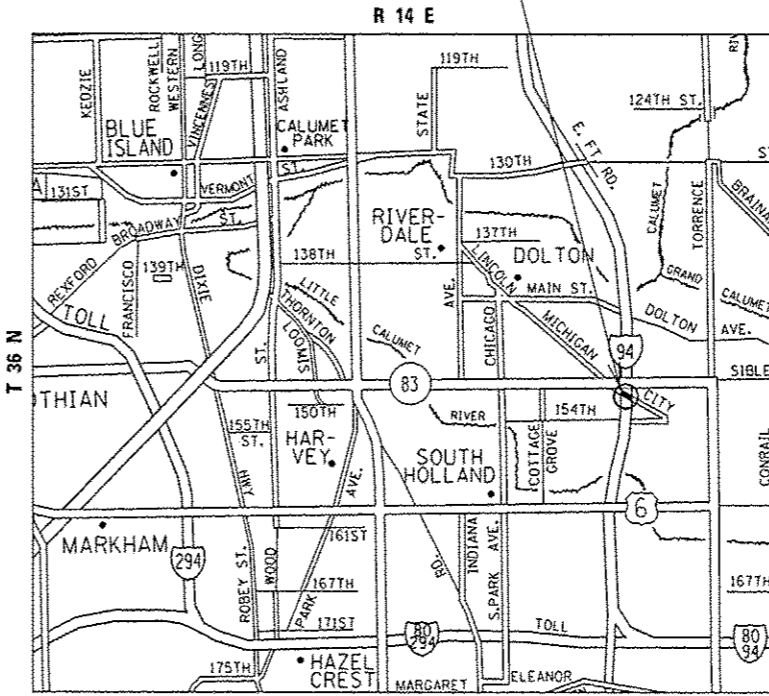 R 14 E
T 36 N
KEDZIE
ROCKWELL
WESTERN
LONG
119TH
VINCENNES
ASHLAND
STATE
119TH
E. FT RD.
124TH ST.
BLUE
ISLAND
CALUMET
PARK
ST.
130TH
131ST
VERMONT
BROADWAY
ST.
RIVER-
DALE
137TH
DOLTON
CALUMET
TORRENCE
BRAINA
REXFORD
FRANCISCO
139TH
DIXIE
138TH
ST.
LINCOLN
MAIN ST.
GRAND
CALUMET
TOLL
LITTLE
THORNTON
LOOMIS
CALUMET
AVE.
CHICAGO
MICHIGAN
CITY
94
DOLTON
AVE.
83
SIBLE
THIAN
ST.
150TH
155TH
ST.
HAR-
VEY
RIVER
154TH
SOUTH
HOLLAND
COTTAGE
GROVE
CONRAIL
HWY
AVE.
6
MARKHAM
294
161ST
ROBEY ST.
WOOD
167TH
PARK
171ST
RD.
INDIANA
S.PARK AVE.
167TH
80
294
TOLL
80
94
175TH
HAZEL
CREST
MARGARET
ELEANOR